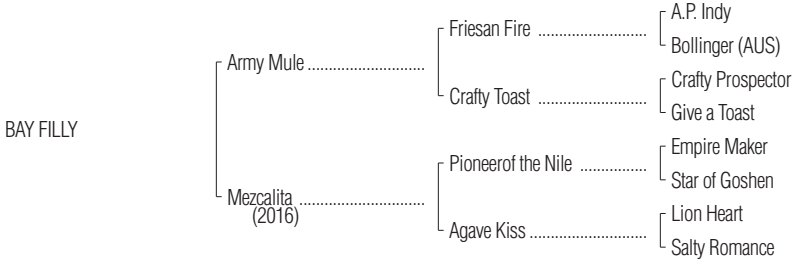 A.P. Indy
Friesan Fire ..........................
Bollinger (AUS)
Army Mule ............................
Crafty Prospector
Crafty Toast ..........................
Give a Toast
BAY FILLY
Empire Maker
Pioneerof the Nile ................
Star of Goshen
Mezcalita ..............................
(2016)
Lion Heart
Agave Kiss ............................
Salty Romance